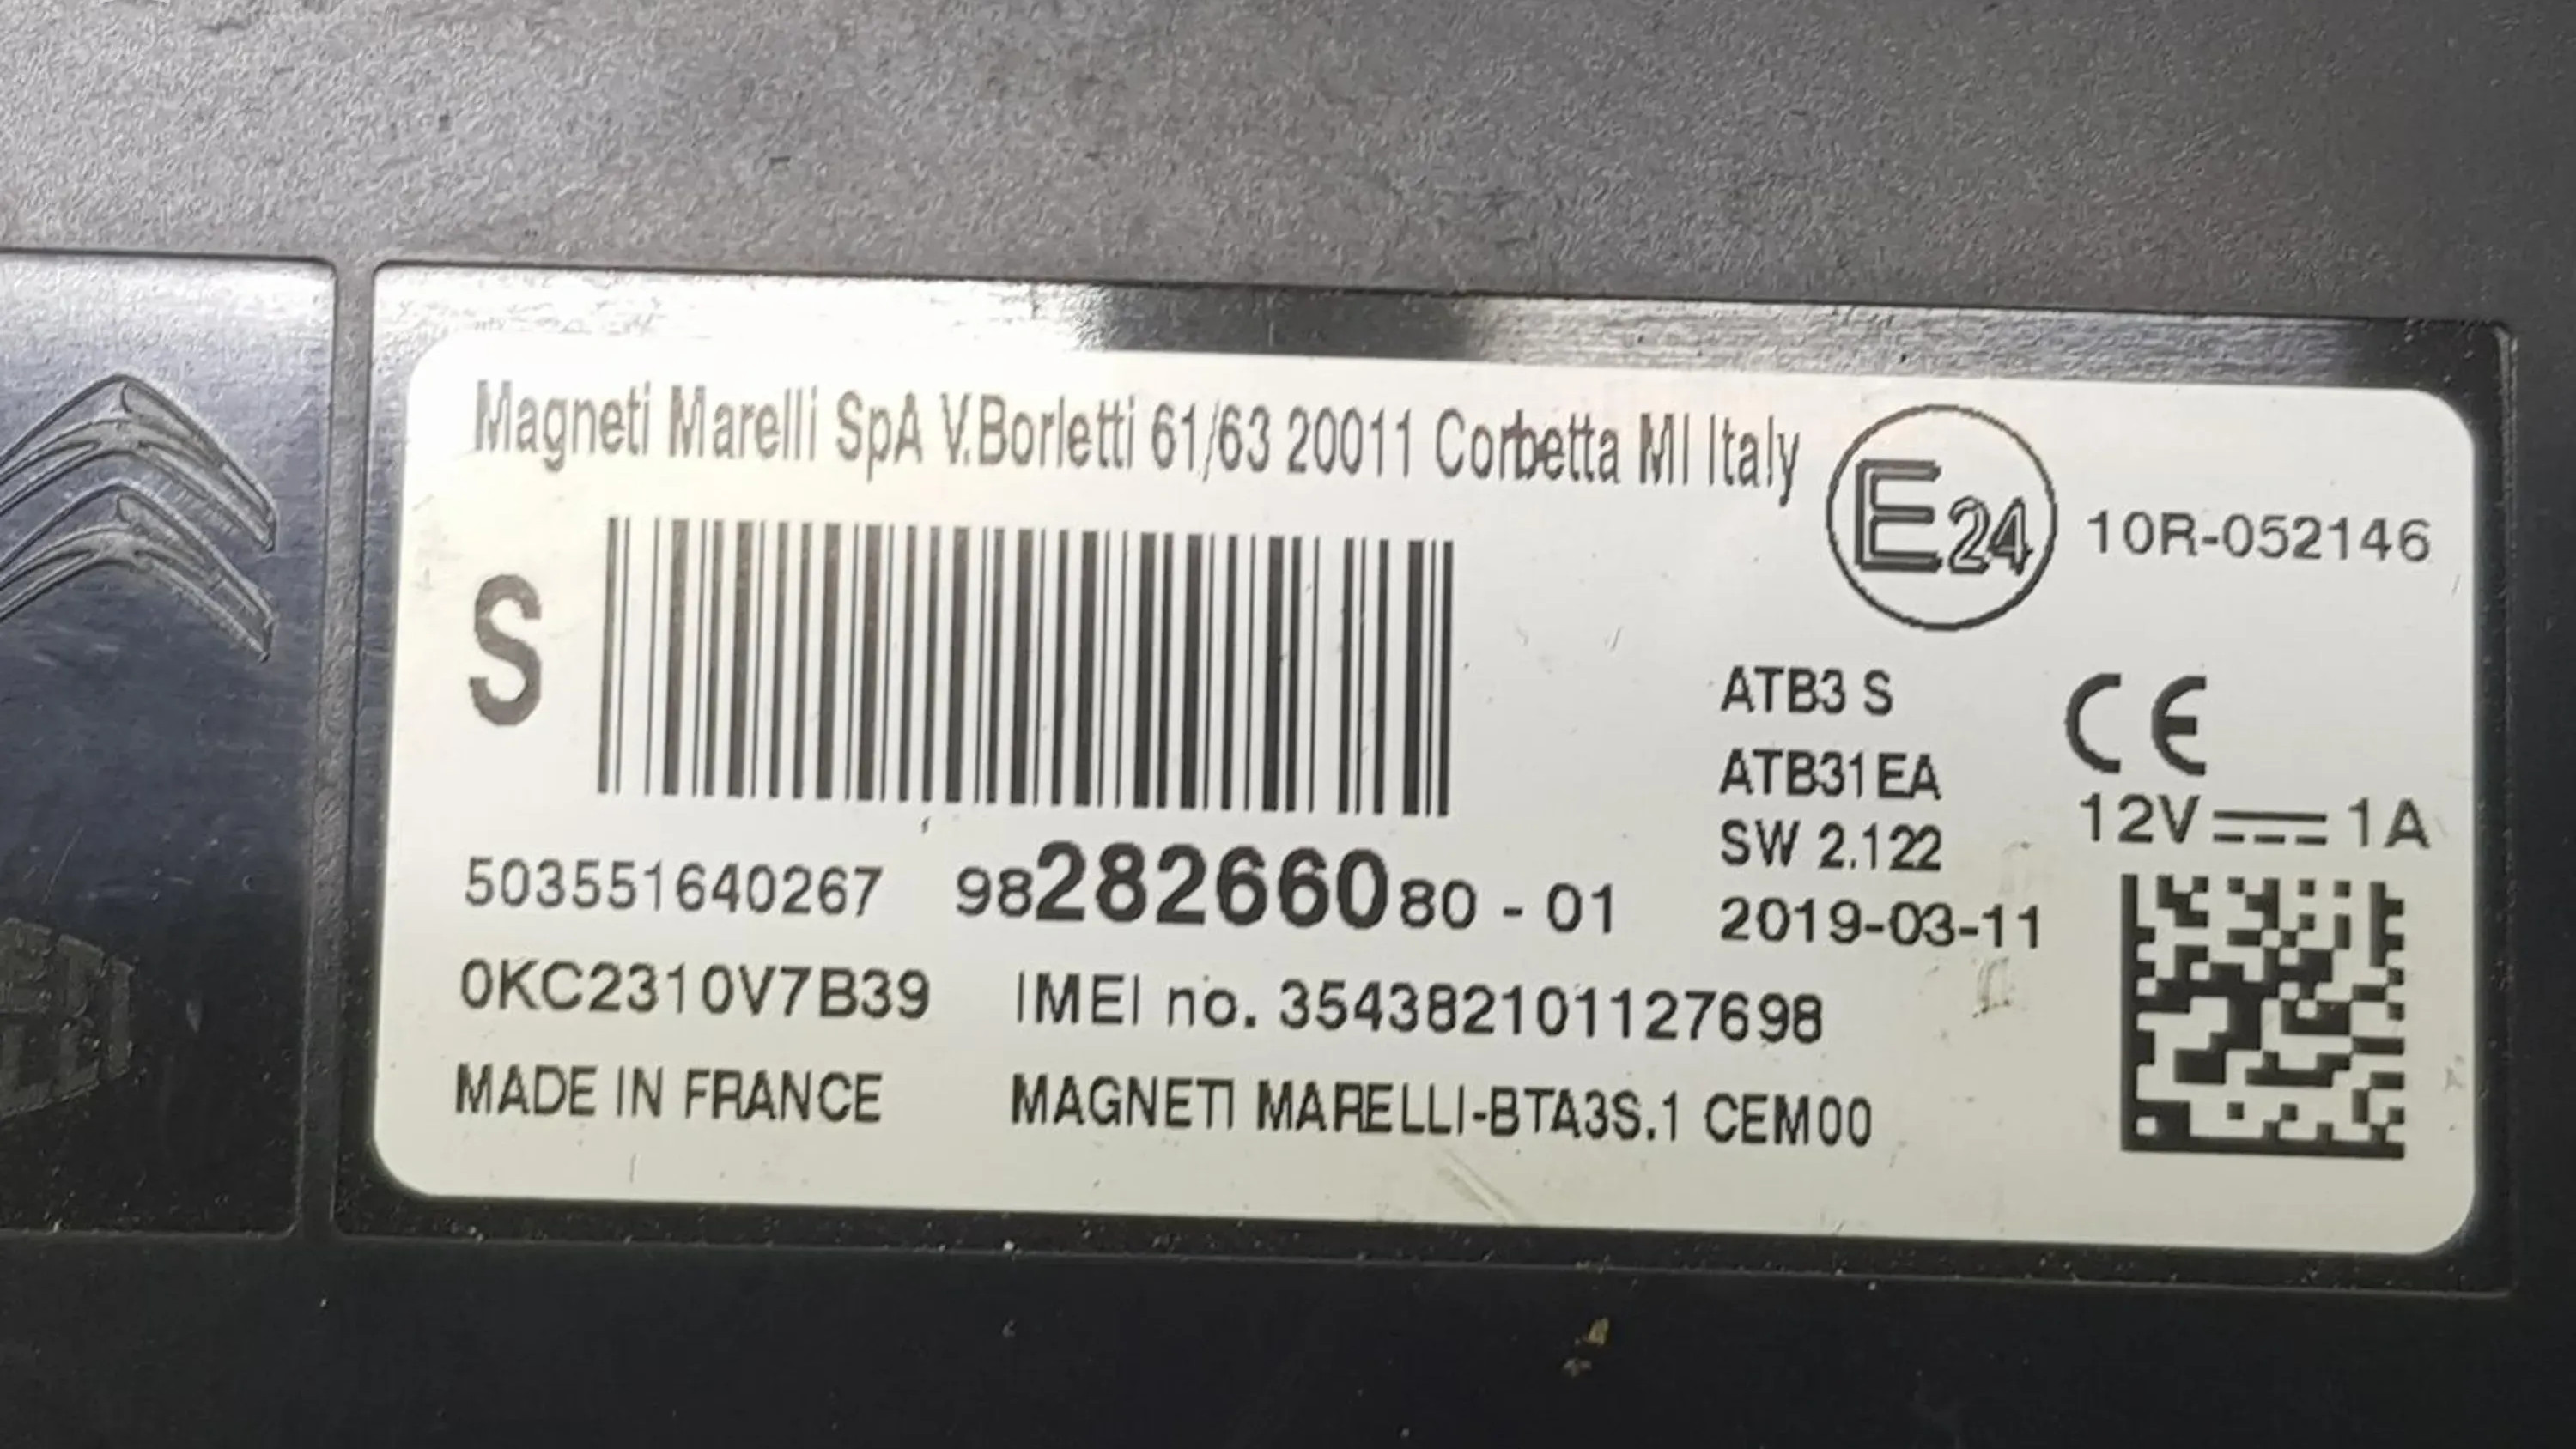 Magneti Marelli SpA V.Borletti 61/63 20011 Corbetta MI Italy
E24 10R-052146
S
ATB3 S
CE
ATB31EA
12V 1A
SW 2.122
503551640267 9828266080 - 01
2019-03-11
0KC2310V7B39 IMEI no. 354382101127698
MADE IN FRANCE MAGNETI MARELLI-BTA3S.1 CEM00